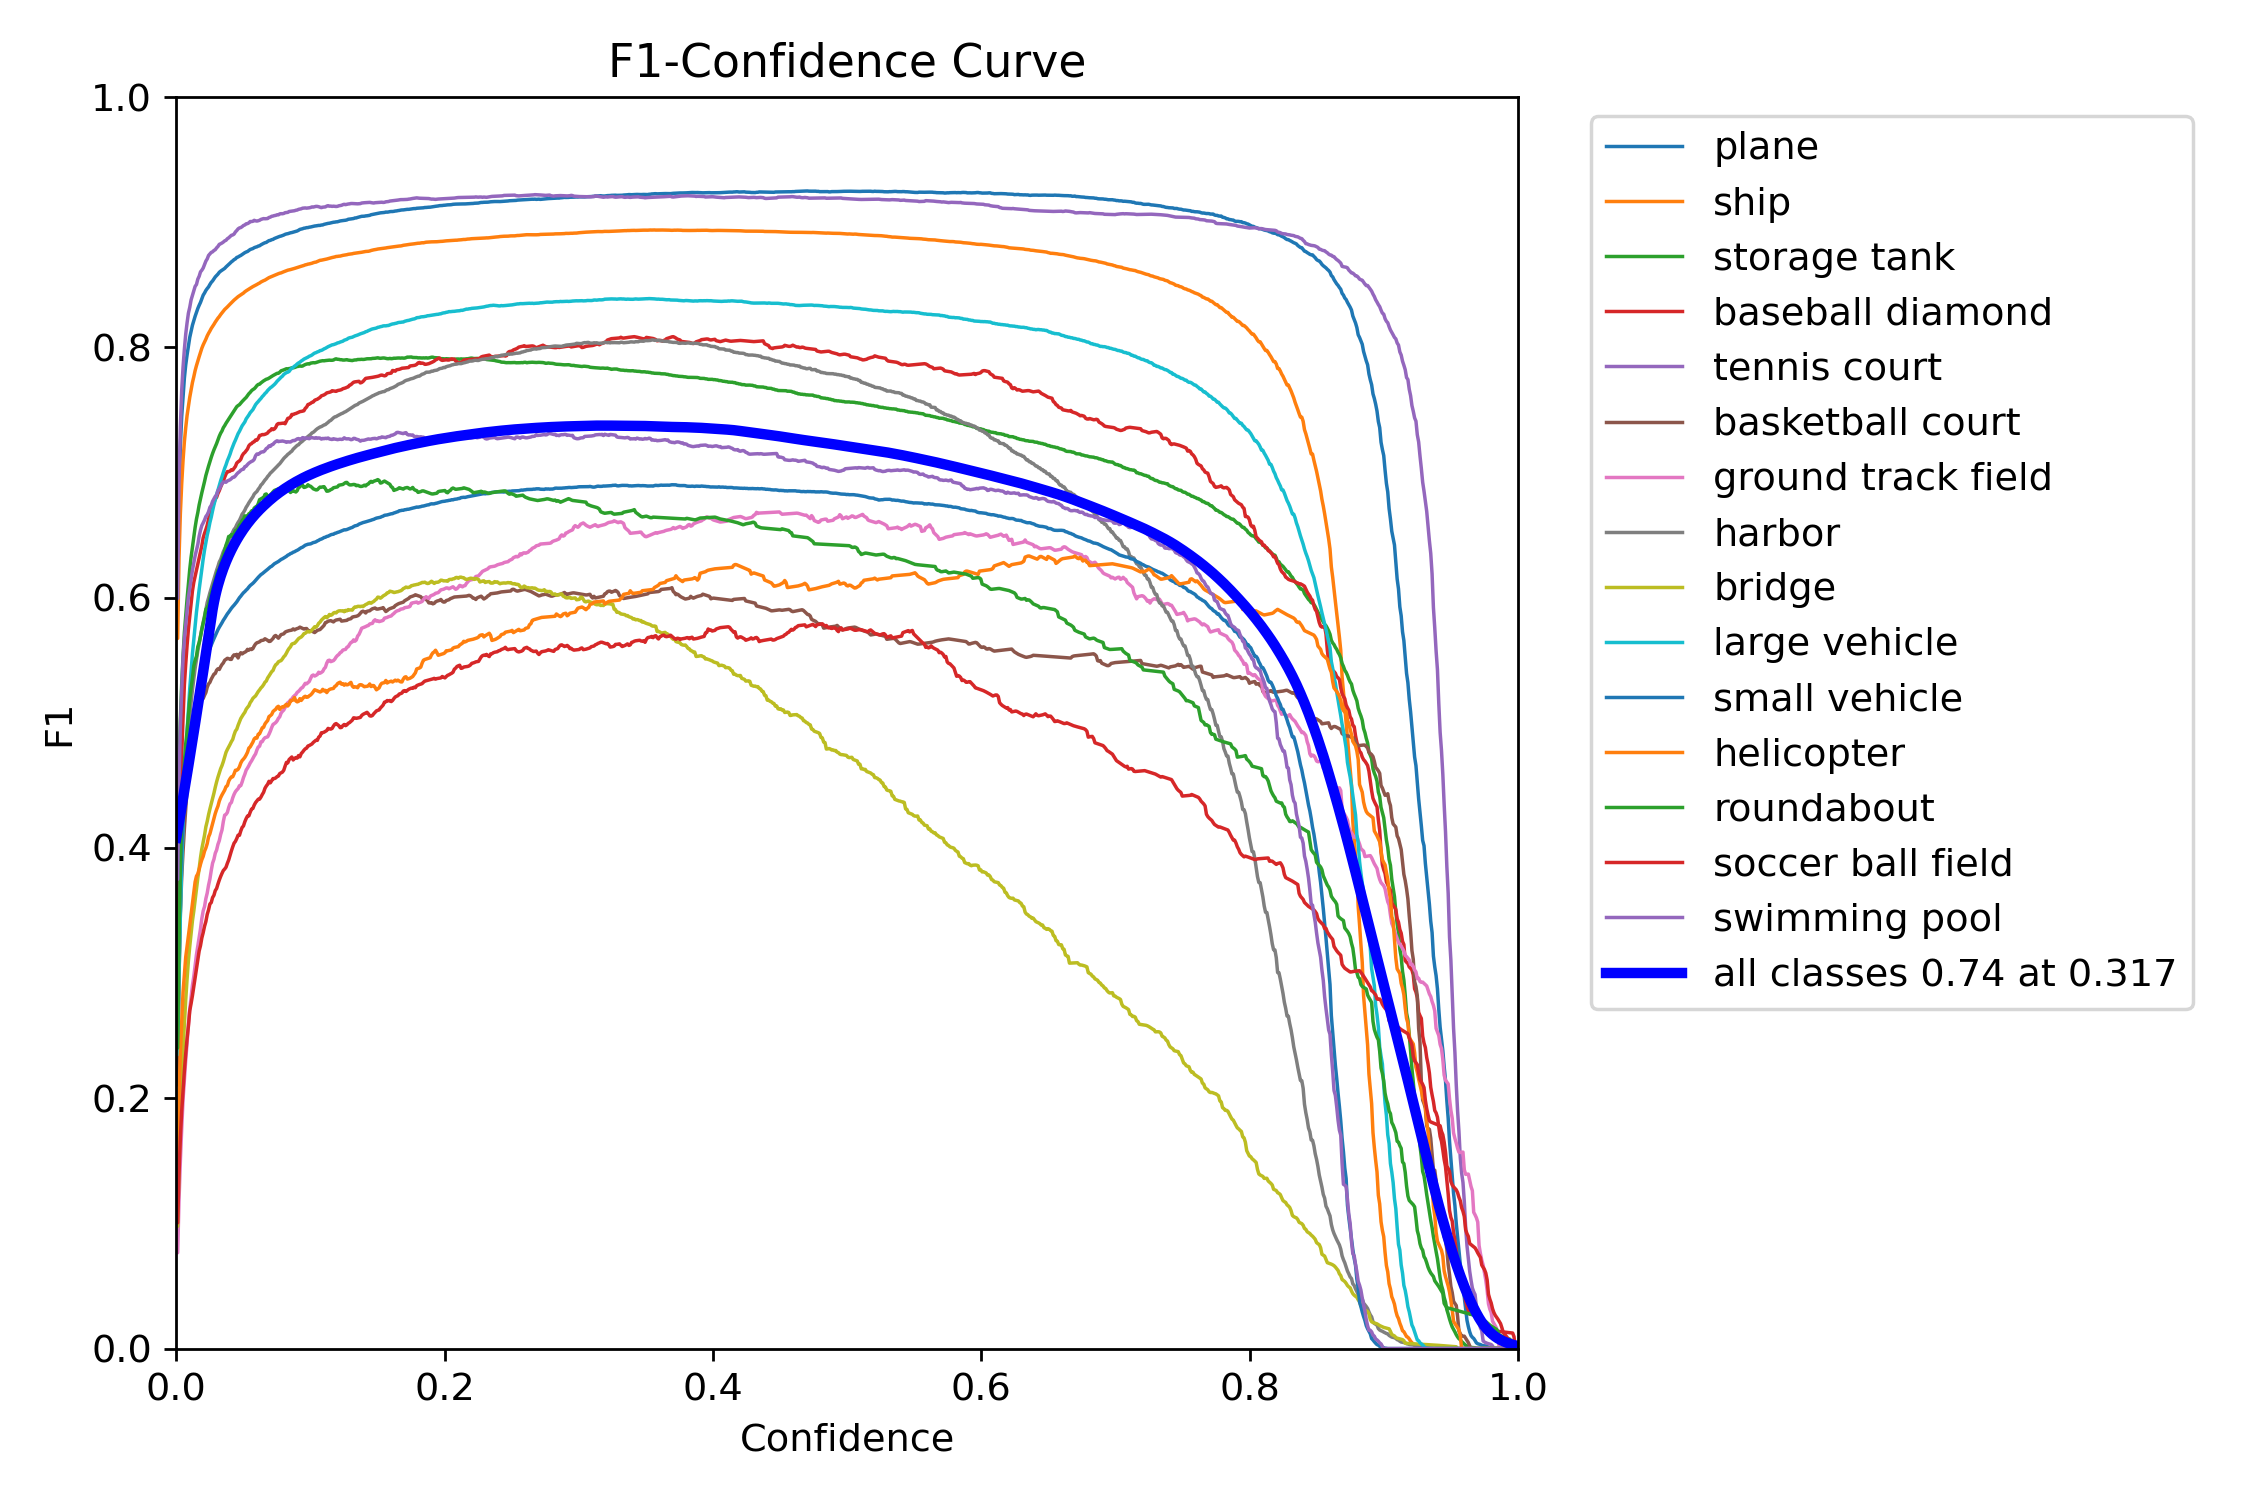 F1-Confidence Curve
1.0
0.8
0.6
0.4
0.2
0.0
F1
0.0 0.2 0.4 0.6 0.8 1.0
Confidence
plane
ship
storage tank
baseball diamond
tennis court
basketball court
ground track field
harbor
bridge
large vehicle
small vehicle
helicopter
roundabout
soccer ball field
swimming pool
all classes 0.74 at 0.317